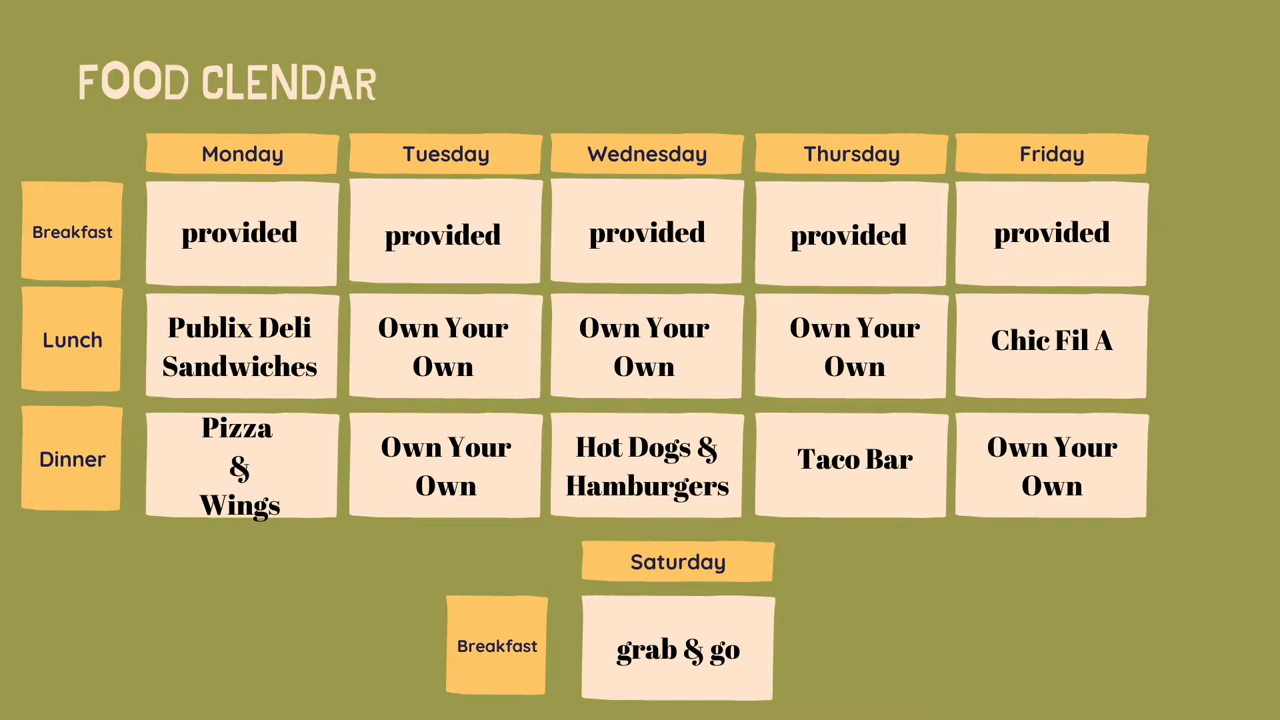 FOOD CLENDAR
Monday Tuesday Wednesday Thursday Friday
Breakfast provided provided provided provided provided
Lunch
Publix Deli
Sandwiches
Own Your
Own
Own Your
Own
Own Your
Own
Chic Fil A
Dinner
Pizza
&
Wings
Own Your
Own
Hot Dogs &
Hamburgers
Taco Bar
Own Your
Own
Saturday
Breakfast grab & go